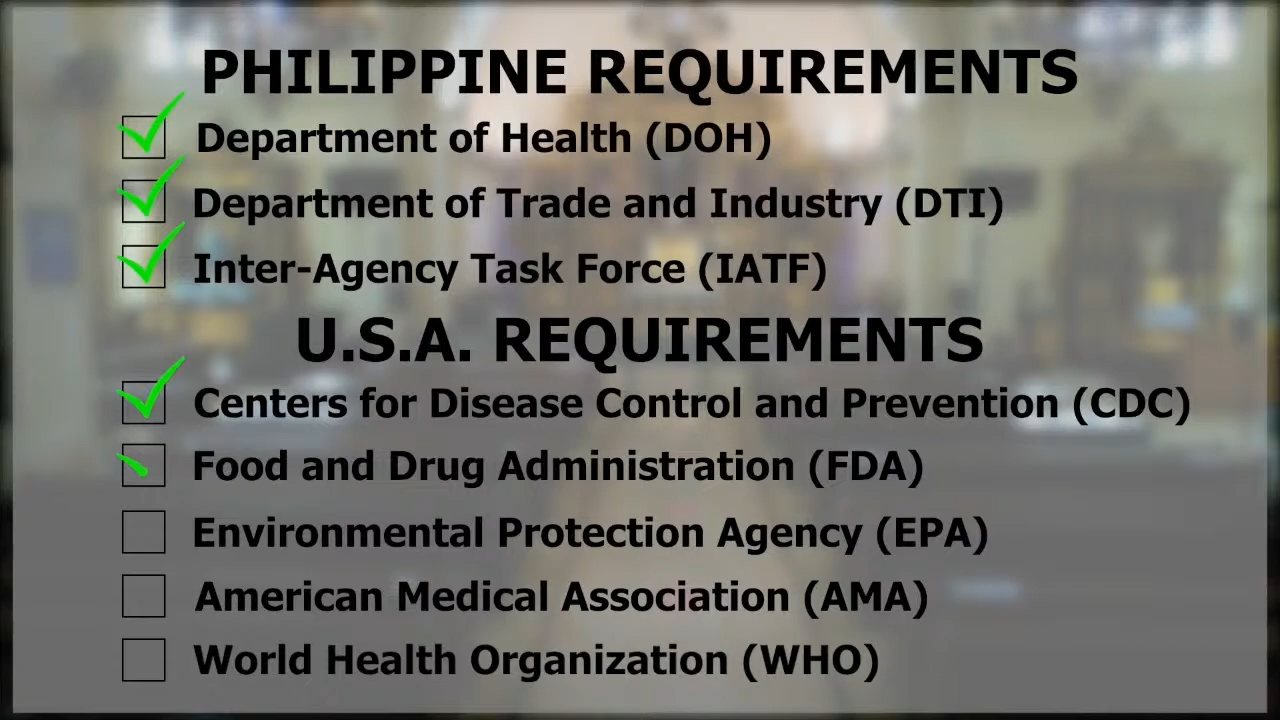 PHILIPPINE REQUIREMENTS
Department of Health (DOH)
Department of Trade and Industry (DTI)
Inter-Agency Task Force (IATF)
U.S.A. REQUIREMENTS
Centers for Disease Control and Prevention (CDC)
Food and Drug Administration (FDA)
Environmental Protection Agency (EPA)
American Medical Association (AMA)
World Health Organization (WHO)